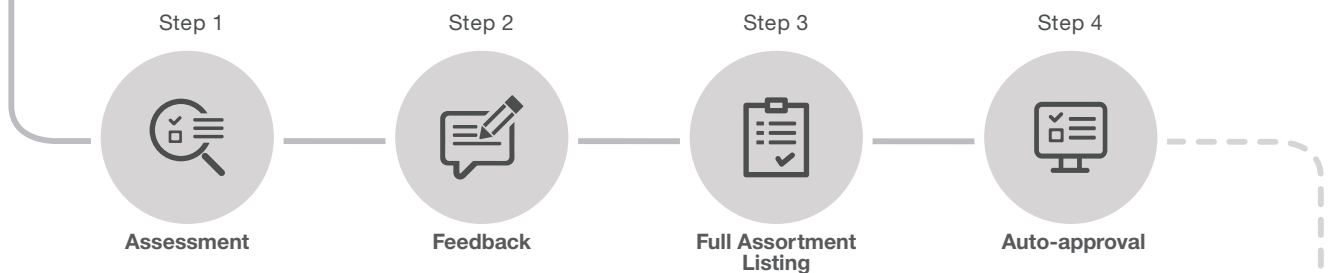 Step 1
Step 2
Step 3
Step 4
Assessment
Feedback
Full Assortment
Listing
Auto-approval